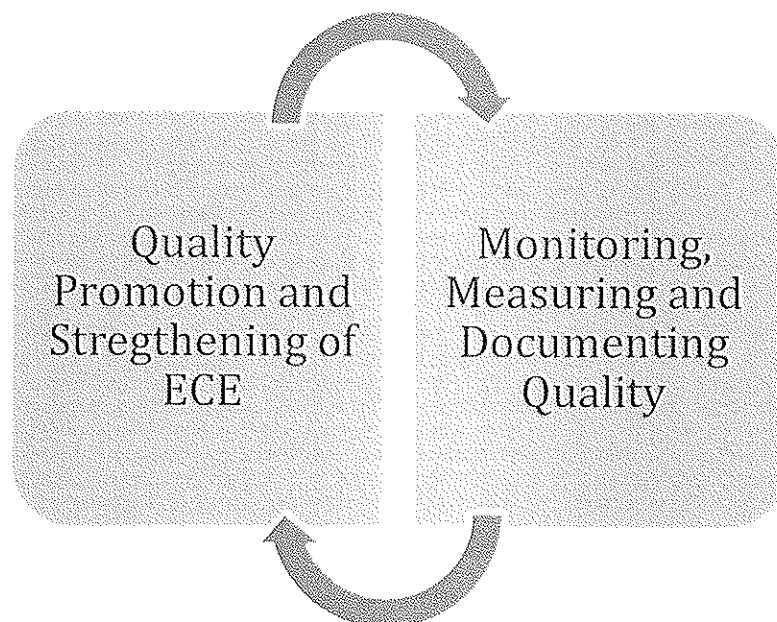 Quality
Promotion and
Stregthening of
ECE
Monitoring,
Measuring and
Documenting
Quality